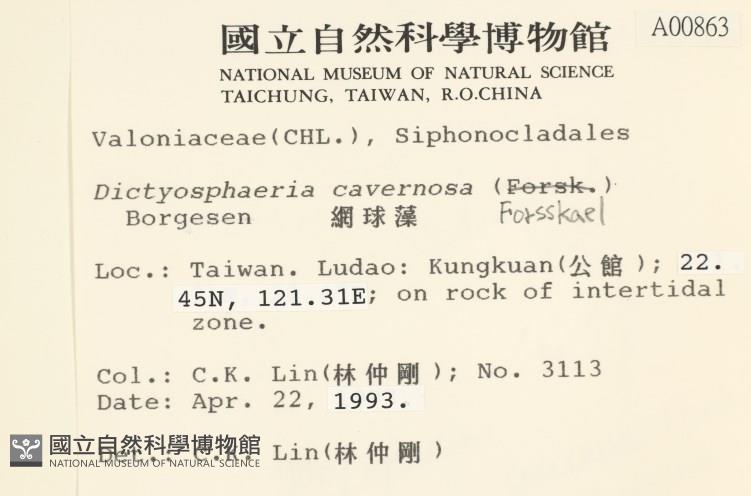 國立自然科學博物館
A00863
NATIONAL MUSEUM OF NATURAL SCIENCE
TAICHUNG, TAIWAN, R.O.CHINA
Valoniaceae(CHL.), Siphonocladales
Dictyosphaeria cavernosa (Forsk.)
Borgesen 網球藻 Forsskael
Loc.: Taiwan. Ludao: Kungkuan(公館); 22.
45N, 121.31E; on rock of intertidal
zone.
Col.: C.K. Lin(林仲剛); No. 3113
Date: Apr. 22, 1993.
Det.: C.K. Lin(林仲剛)
國立自然科學博物館
NATIONAL MUSEUM OF NATURAL SCIENCE